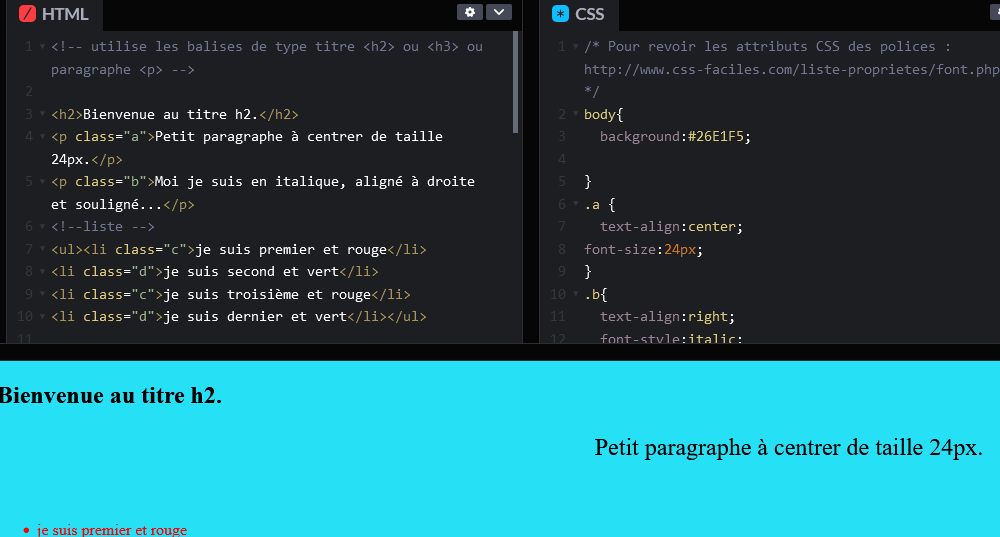 HTML
1 <!-- utilise les balises de type titre <h2> ou <h3> ou
paragraphe <p> -->
2
3 <h2>Bienvenue au titre h2.</h2>
4 <p class="a">Petit paragraphe à centrer de taille
24px.</p>
5 <p class="b">Moi je suis en italique, aligné à droite
et souligné...</p>
6 <!--liste -->
7 <ul><li class="c">je suis premier et rouge</li>
8 <li class="d">je suis second et vert</li>
9 <li class="c">je suis troisième et rouge</li>
10 <li class="d">je suis dernier et vert</li></ul>
11
CSS
1 /* Pour revoir les attributs CSS des polices :
http://www.css-faciles.com/liste-proprietes/font.php
*/
2 body{
3 background:#26E1F5;
4
5 }
6 .a {
7 text-align:center;
8 font-size:24px;
9 }
10 .b{
11 text-align:right;
12 font-style:italic;
Bienvenue au titre h2.
Petit paragraphe à centrer de taille 24px.
je suis premier et rouge